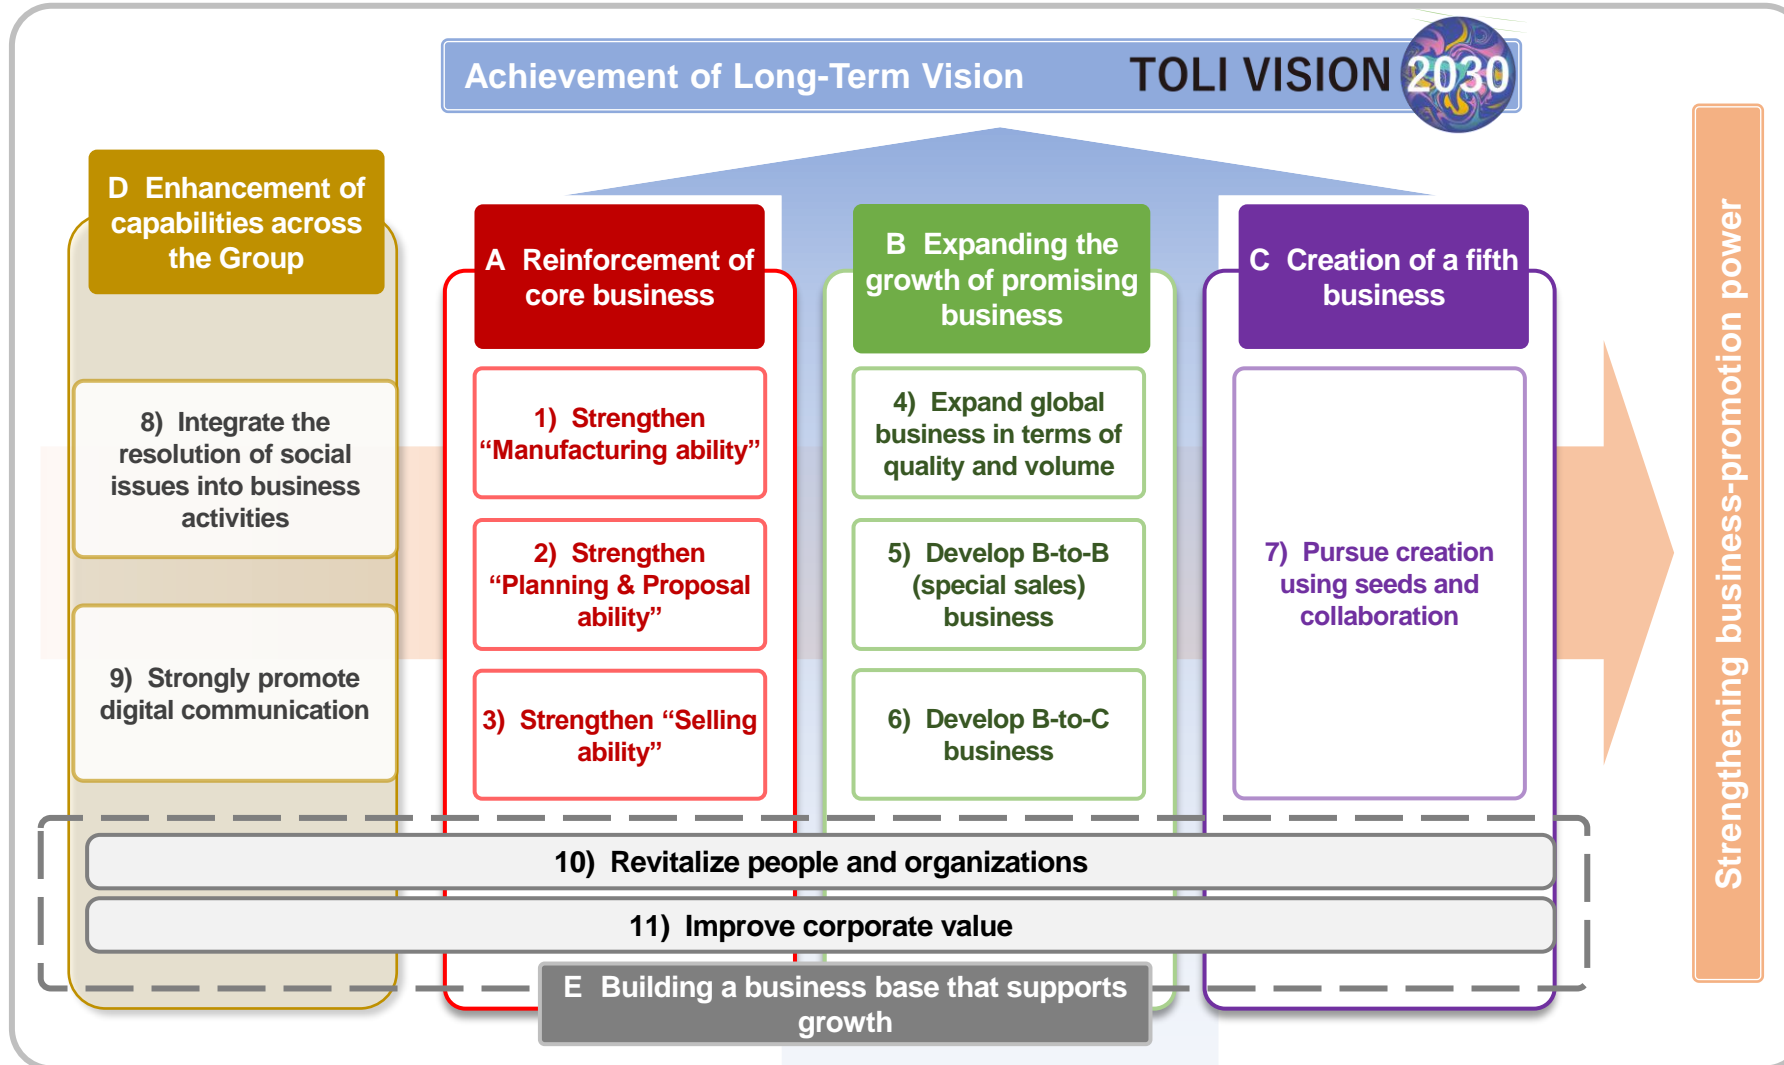 Achievement of Long-Term Vision
TOLI VISION 2030
D Enhancement of
capabilities across
the Group
8) Integrate the
resolution of social
issues into business
activities
9) Strongly promote
digital communication
A Reinforcement of
core business
1) Strengthen
“Manufacturing ability”
2) Strengthen
“Planning & Proposal
ability”
3) Strengthen “Selling
ability”
B Expanding the
growth of promising
business
4) Expand global
business in terms of
quality and volume
5) Develop B-to-B
(special sales)
business
6) Develop B-to-C
business
C Creation of a fifth
business
7) Pursue creation
using seeds and
collaboration
10) Revitalize people and organizations
11) Improve corporate value
E Building a business base that supports
growth
Strengthening business-promotion power